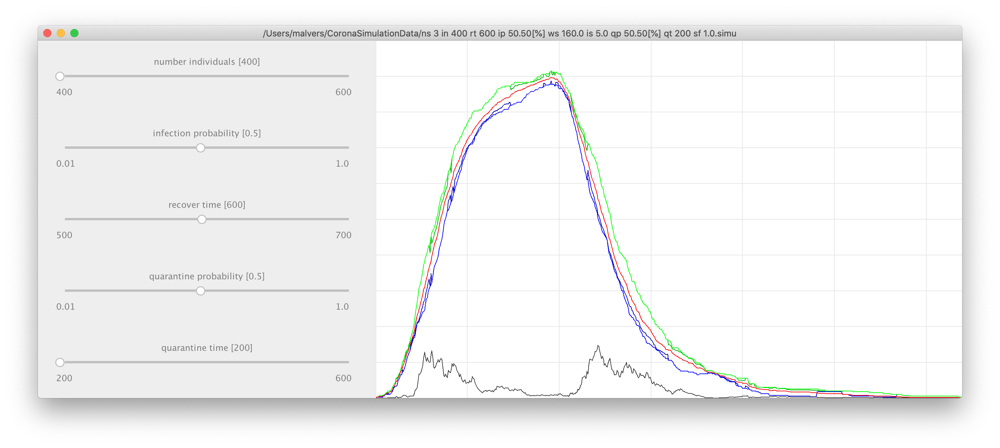 /Users/malvers/CoronaSimulationData/ns 3 in 400 rt 600 ip 50.50[%] ws 160.0 is 5.0 qp 50.50[%] qt 200 sf 1.0.simu
number individuals [400]
400 600
infection probability [0.5]
0.01 1.0
recover time [600]
500 700
quarantine probability [0.5]
0.01 1.0
quarantine time [200]
200 600